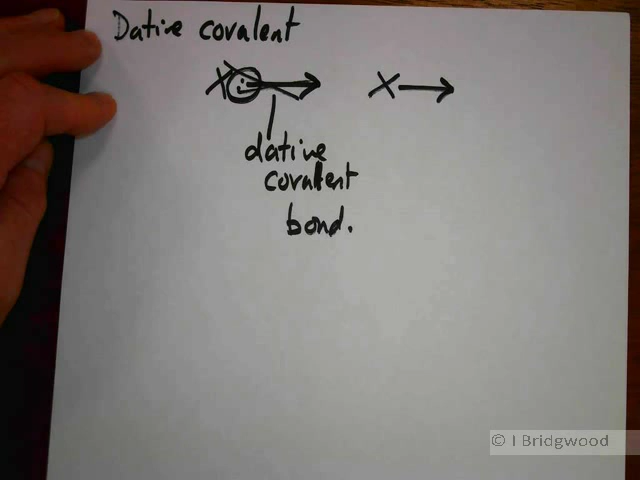 Dative covalent
X: X
dative
covalent
bond.
© I Bridgwood